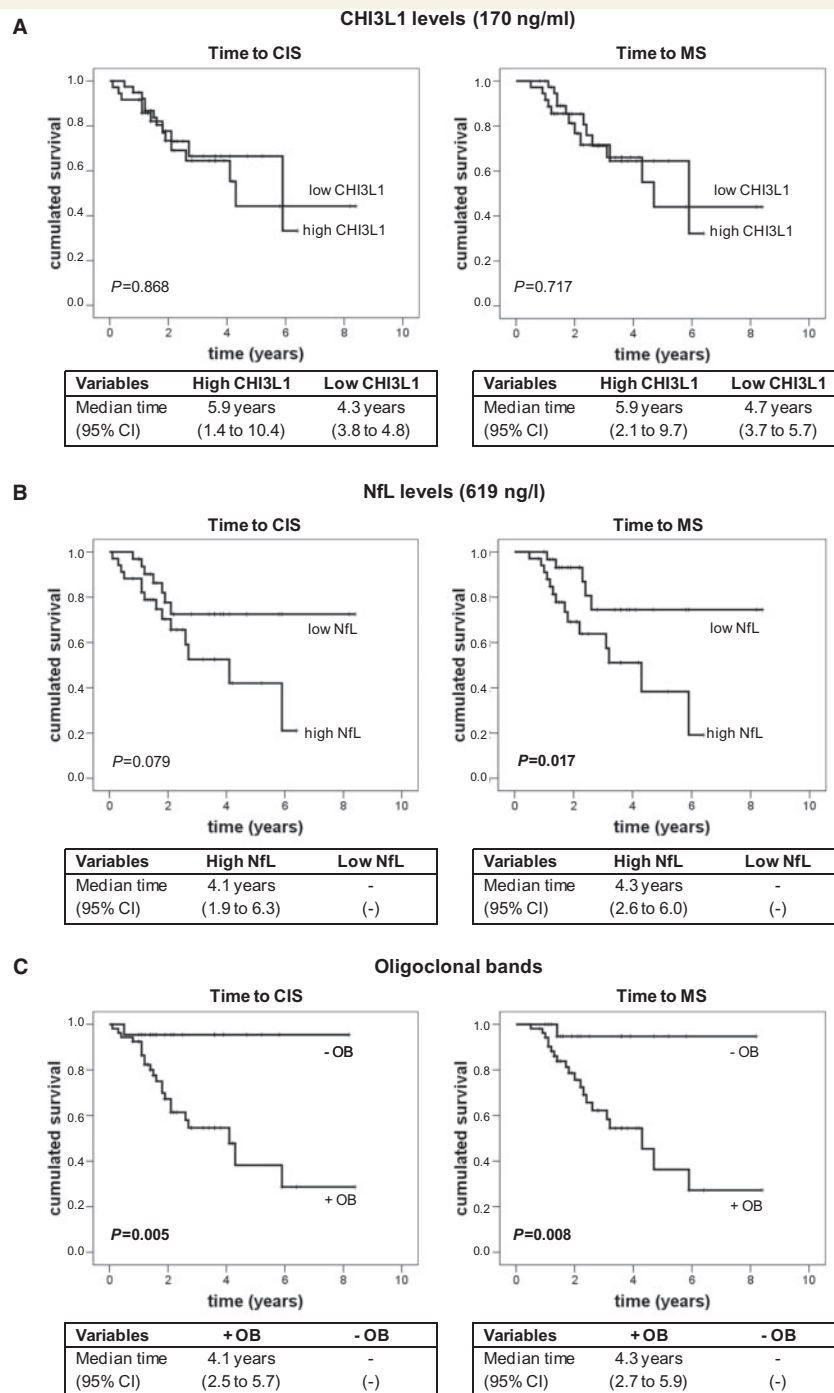 A
CHI3L1 levels (170 ng/ml)
Time to CIS
cumulated survival
1.0
0.8
0.6
0.4
0.2
0.0
low CHI3L1
high CHI3L1
P=0.868
0 2 4 6 8 10
time (years)
Variables High CHI3L1 Low CHI3L1
Median time 5.9 years 4.3 years
(95% CI) (1.4 to 10.4) (3.8 to 4.8)
Time to MS
cumulated survival
1.0
0.8
0.6
0.4
0.2
0.0
low CHI3L1
high CHI3L1
P=0.717
0 2 4 6 8 10
time (years)
Variables High CHI3L1 Low CHI3L1
Median time 5.9 years 4.7 years
(95% CI) (2.1 to 9.7) (3.7 to 5.7)
B
NfL levels (619 ng/l)
Time to CIS
cumulated survival
1.0
0.8
0.6
0.4
0.2
0.0
low NfL
high NfL
P=0.079
0 2 4 6 8 10
time (years)
Variables High NfL Low NfL
Median time 4.1 years -
(95% CI) (1.9 to 6.3) (-)
Time to MS
cumulated survival
1.0
0.8
0.6
0.4
0.2
0.0
low NfL
high NfL
P=0.017
0 2 4 6 8 10
time (years)
Variables High NfL Low NfL
Median time 4.3 years -
(95% CI) (2.6 to 6.0) (-)
C
Oligoclonal bands
Time to CIS
cumulated survival
1.0
0.8
0.6
0.4
0.2
0.0
- OB
+ OB
P=0.005
0 2 4 6 8 10
time (years)
Variables + OB - OB
Median time 4.1 years -
(95% CI) (2.5 to 5.7) (-)
Time to MS
cumulated survival
1.0
0.8
0.6
0.4
0.2
0.0
- OB
+ OB
P=0.008
0 2 4 6 8 10
time (years)
Variables + OB - OB
Median time 4.3 years -
(95% CI) (2.7 to 5.9) (-)